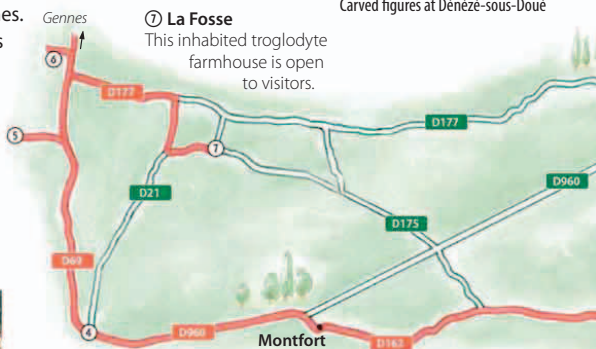 nes.
s
Gennes
Carved figures at Dénézé-sous-Doué
⑦ La Fosse
This inhabited troglodyte
farmhouse is open
to visitors.
6
D177
D177
5
7
D21
D960
D175
D69
4
D960
Montfort
D163